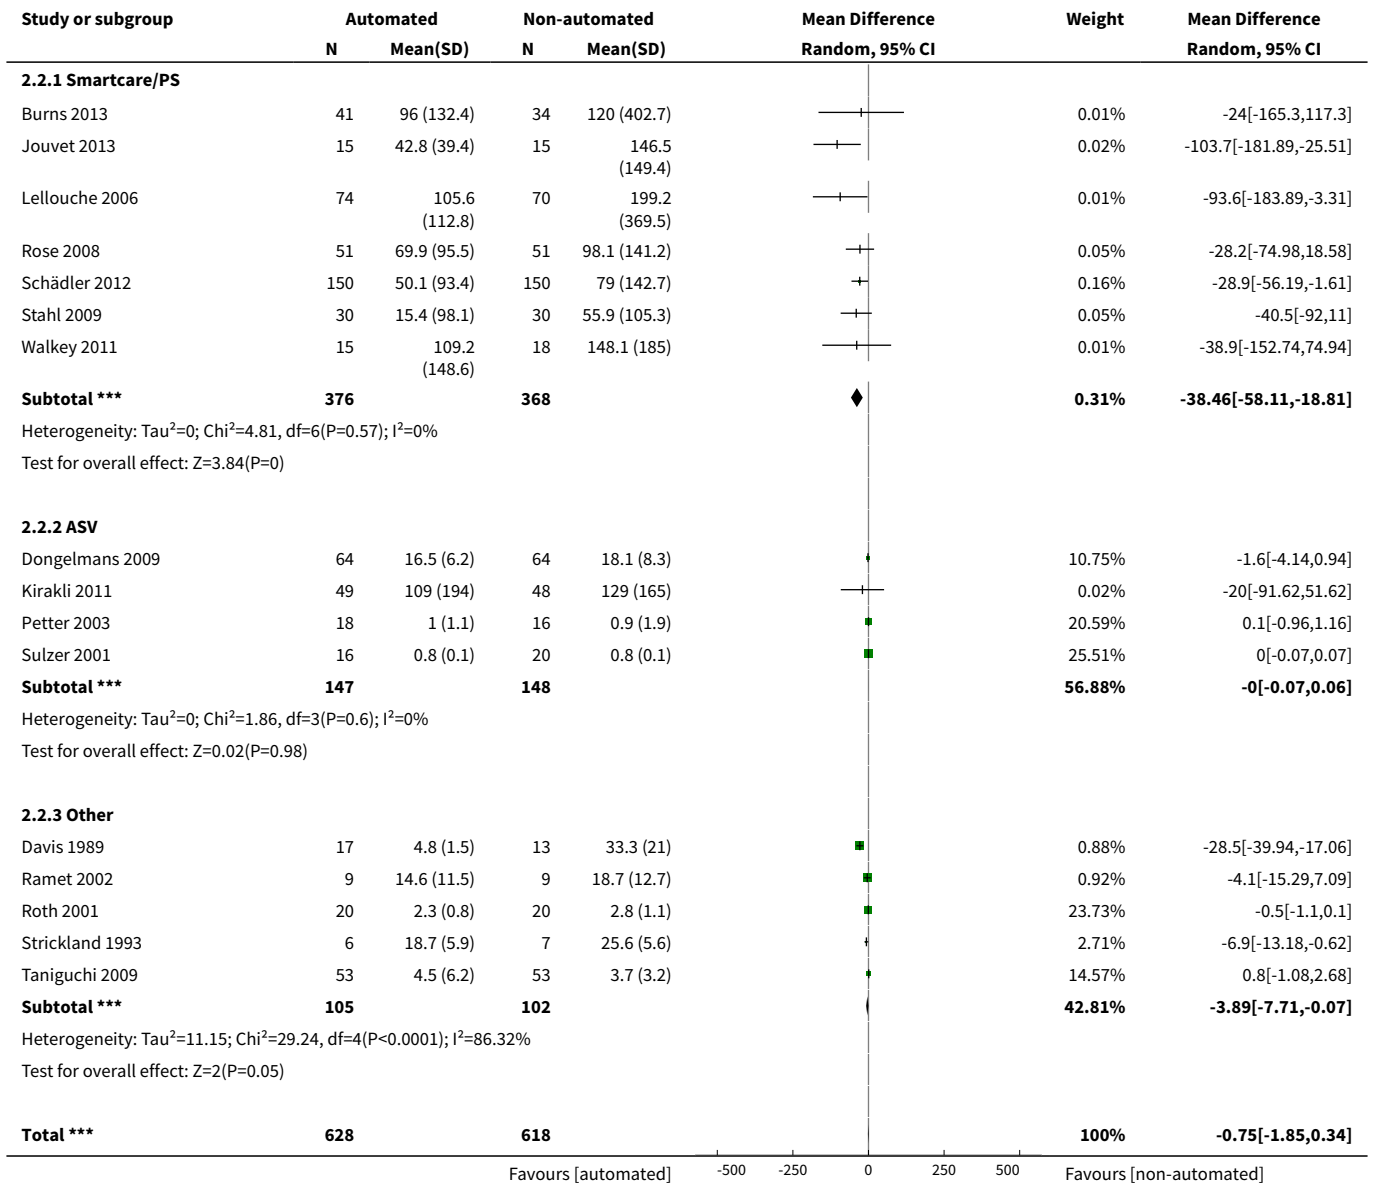 Study or subgroup Automated Non-automated Mean Difference Weight Mean Difference
N Mean(SD) N Mean(SD) Random, 95% CI Random, 95% CI
2.2.1 Smartcare/PS
Burns 2013 41 96 (132.4) 34 120 (402.7) 0.01% -24[-165.3,117.3]
Jouvet 2013 15 42.8 (39.4) 15 146.5 0.02% -103.7[-181.89,-25.51]
(149.4)
Lellouche 2006 74 105.6 70 199.2 0.01% -93.6[-183.89,-3.31]
(112.8) (369.5)
Rose 2008 51 69.9 (95.5) 51 98.1 (141.2) 0.05% -28.2[-74.98,18.58]
Schädler 2012 150 50.1 (93.4) 150 79 (142.7) 0.16% -28.9[-56.19,-1.61]
Stahl 2009 30 15.4 (98.1) 30 55.9 (105.3) 0.05% -40.5[-92,11]
Walkey 2011 15 109.2 18 148.1 (185) 0.01% -38.9[-152.74,74.94]
(148.6)
Subtotal *** 376 368 0.31% -38.46[-58.11,-18.81]
Heterogeneity: Tau²=0; Chi²=4.81, df=6(P=0.57); I²=0%
Test for overall effect: Z=3.84(P=0)
2.2.2 ASV
Dongelmans 2009 64 16.5 (6.2) 64 18.1 (8.3) 10.75% -1.6[-4.14,0.94]
Kirakli 2011 49 109 (194) 48 129 (165) 0.02% -20[-91.62,51.62]
Petter 2003 18 1 (1.1) 16 0.9 (1.9) 20.59% 0.1[-0.96,1.16]
Sulzer 2001 16 0.8 (0.1) 20 0.8 (0.1) 25.51% 0[-0.07,0.07]
Subtotal *** 147 148 56.88% -0[-0.07,0.06]
Heterogeneity: Tau²=0; Chi²=1.86, df=3(P=0.6); I²=0%
Test for overall effect: Z=0.02(P=0.98)
2.2.3 Other
Davis 1989 17 4.8 (1.5) 13 33.3 (21) 0.88% -28.5[-39.94,-17.06]
Ramet 2002 9 14.6 (11.5) 9 18.7 (12.7) 0.92% -4.1[-15.29,7.09]
Roth 2001 20 2.3 (0.8) 20 2.8 (1.1) 23.73% -0.5[-1.1,0.1]
Strickland 1993 6 18.7 (5.9) 7 25.6 (5.6) 2.71% -6.9[-13.18,-0.62]
Taniguchi 2009 53 4.5 (6.2) 53 3.7 (3.2) 14.57% 0.8[-1.08,2.68]
Subtotal *** 105 102 42.81% -3.89[-7.71,-0.07]
Heterogeneity: Tau²=11.15; Chi²=29.24, df=4(P<0.0001); I²=86.32%
Test for overall effect: Z=2(P=0.05)
Total *** 628 618 100% -0.75[-1.85,0.34]
Favours [automated] -500 -250 0 250 500 Favours [non-automated]